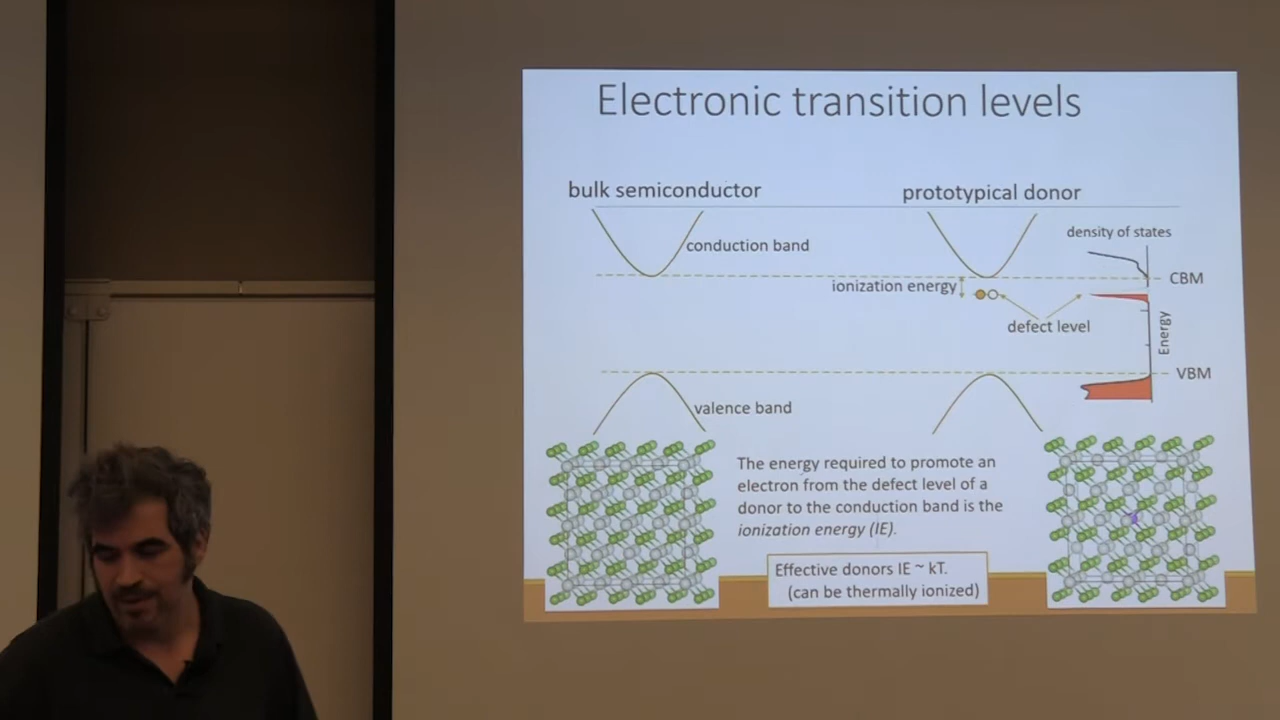 Electronic transition levels
bulk semiconductor
prototypical donor
conduction band
density of states
CBM
ionization energy
defect level
Energy
VBM
valence band
The energy required to promote an
electron from the defect level of a
donor to the conduction band is the
ionization energy (IE).
Effective donors IE ~ kT.
(can be thermally ionized)